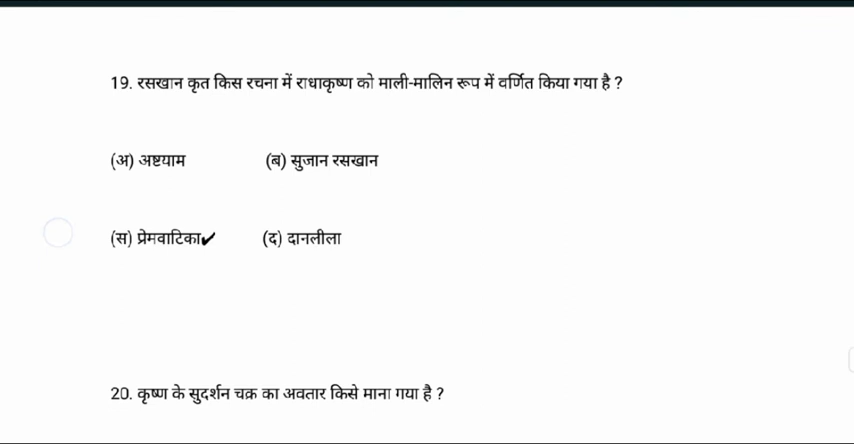 19. रसखान कृत किस रचना में राधाकृष्ण को माली-मालिन रूप में वर्णित किया गया है ?
(अ) अष्टयाम (ब) सुजान रसखान
(स) प्रेमवाटिका✔ (द) दानलीला
20. कृष्ण के सुदर्शन चक्र का अवतार किसे माना गया है ?